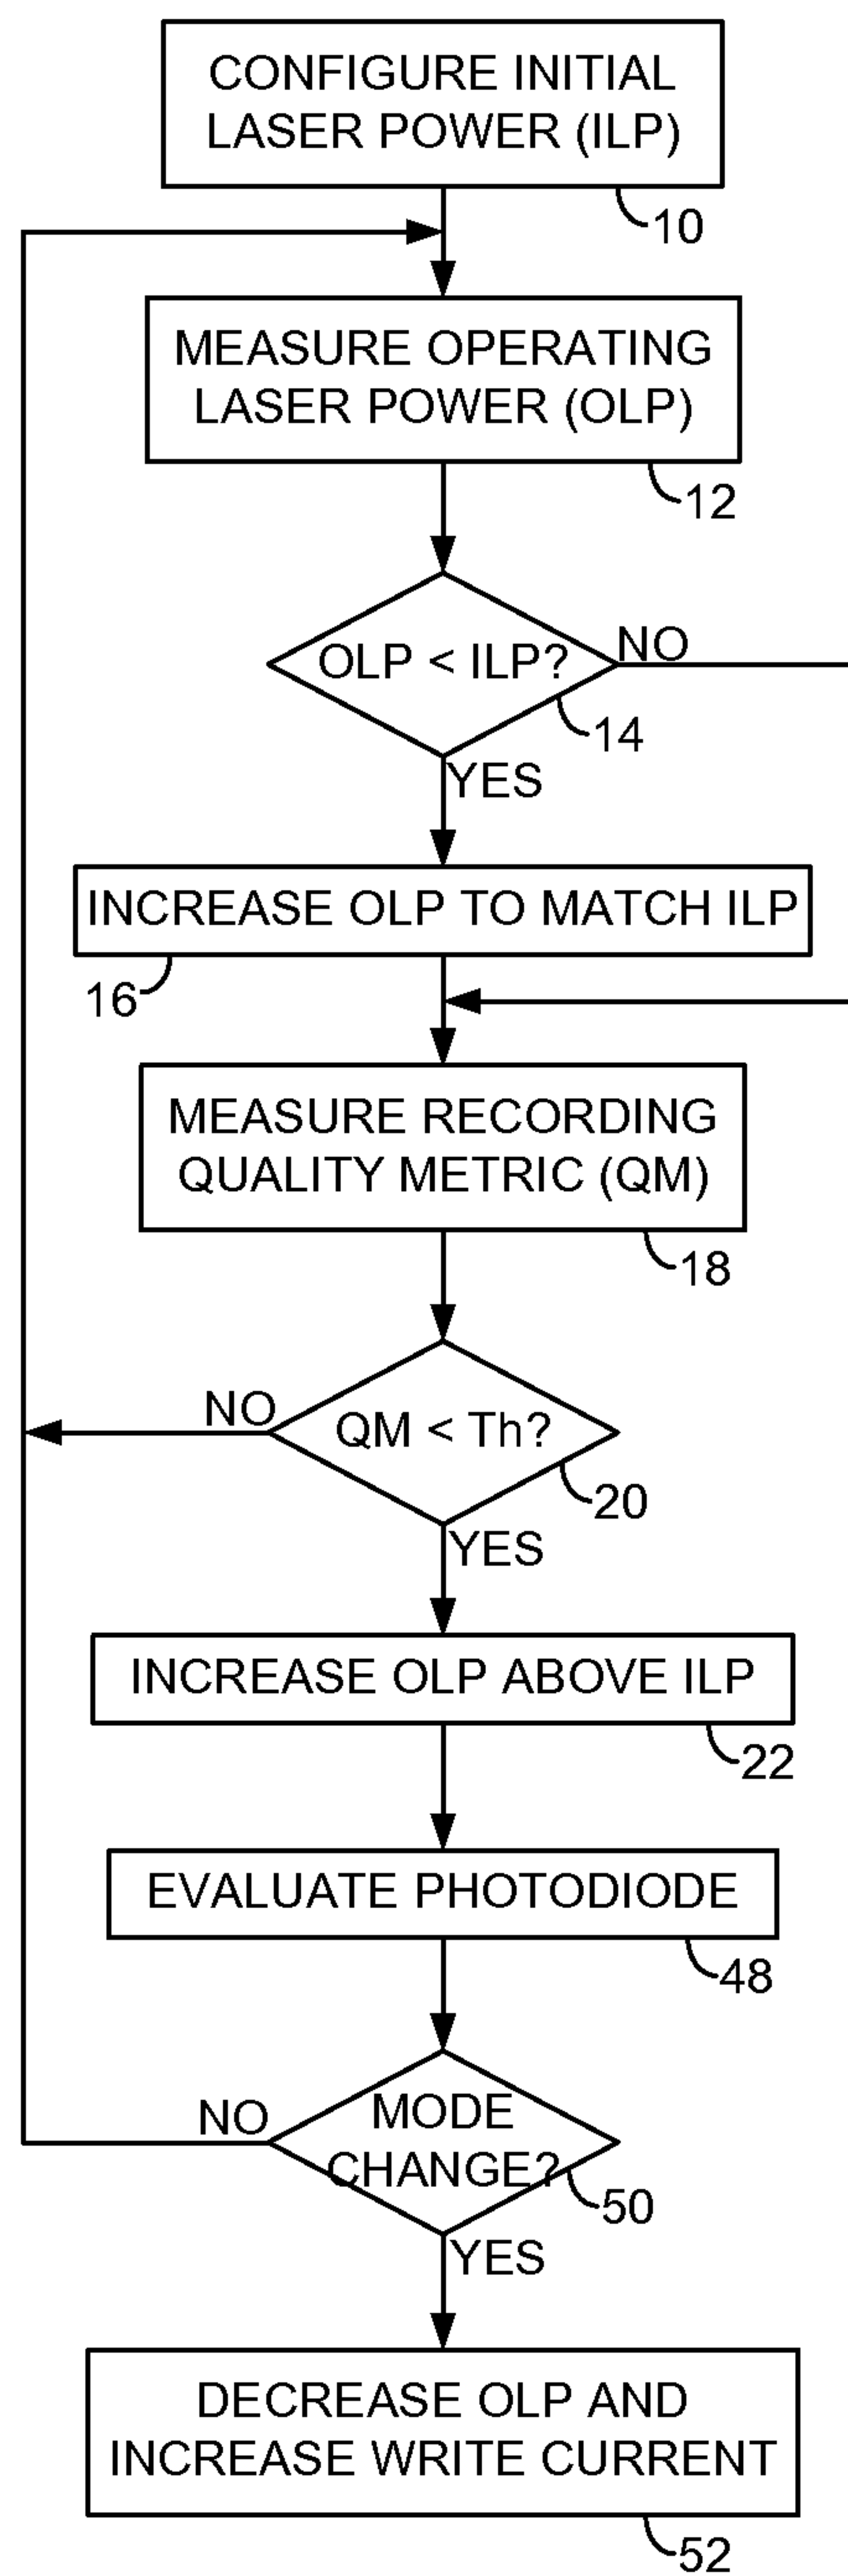 CONFIGURE INITIAL
LASER POWER (ILP)
10
MEASURE OPERATING
LASER POWER (OLP)
12
OLP < ILP?
NO
14
YES
INCREASE OLP TO MATCH ILP
16
MEASURE RECORDING
QUALITY METRIC (QM)
18
NO
QM < Th?
20
YES
INCREASE OLP ABOVE ILP
22
EVALUATE PHOTODIODE
48
NO
MODE
CHANGE?
50
YES
DECREASE OLP AND
INCREASE WRITE CURRENT
52